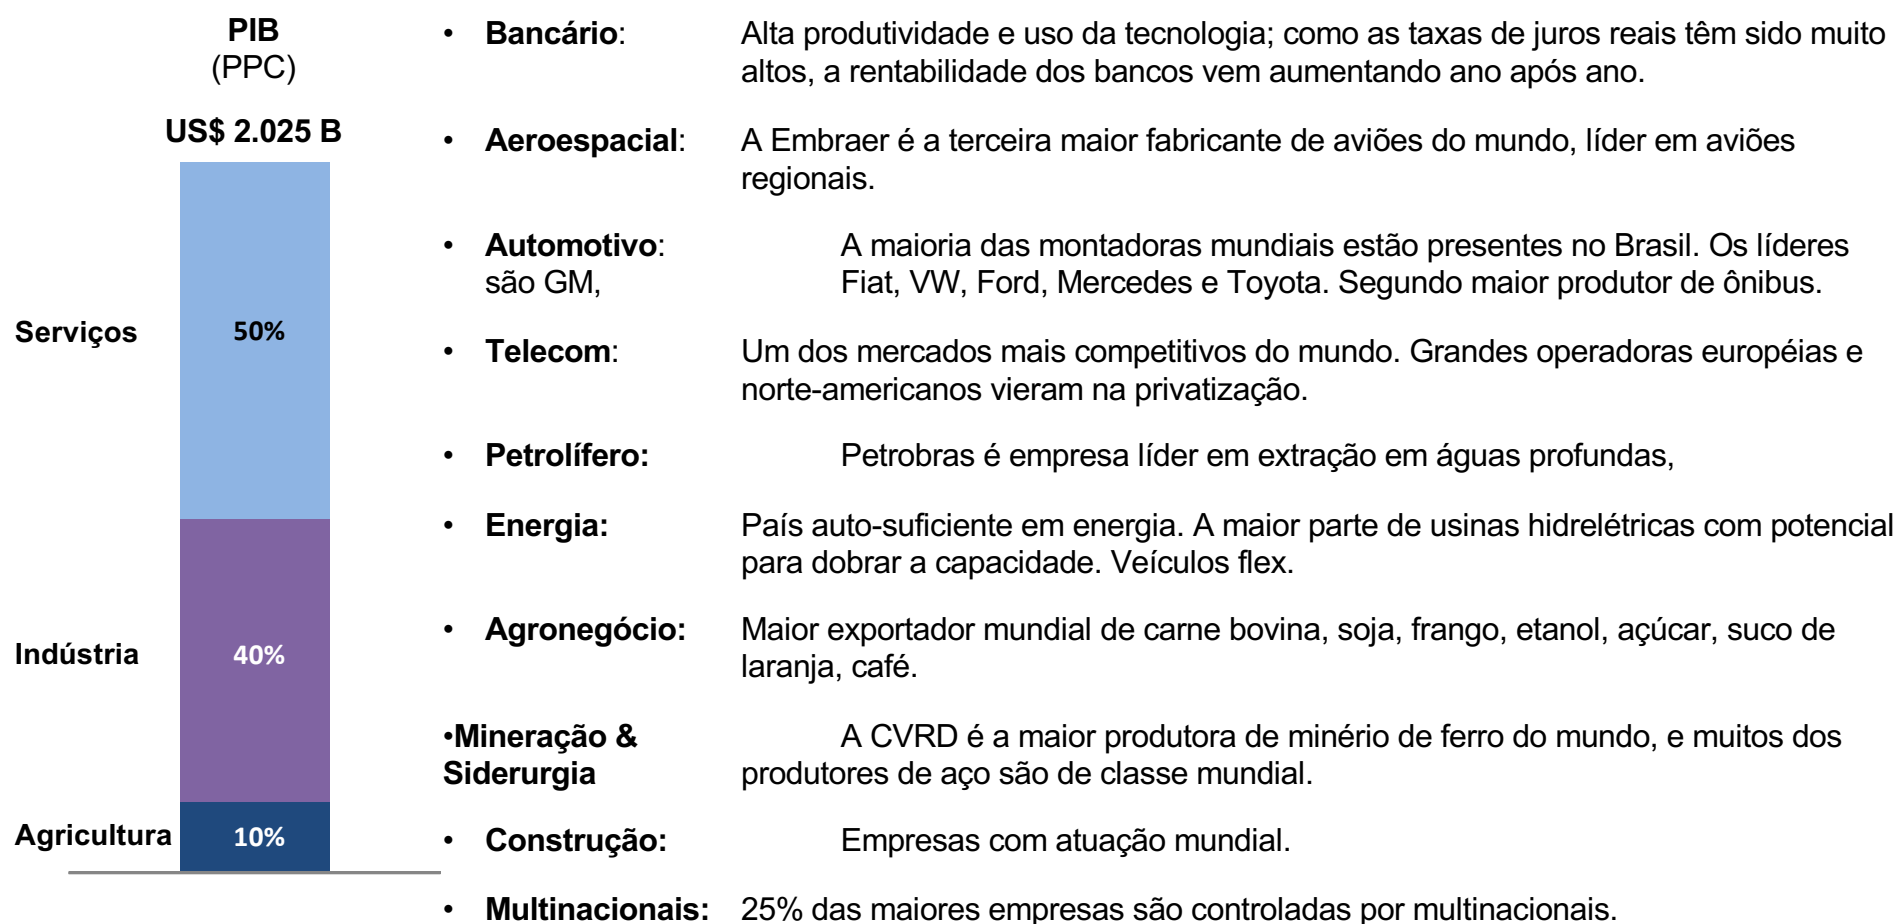 PIB
(PPC)
US$ 2.025 B
Serviços
50%
Indústria
40%
Agricultura
10%
• Bancário: Alta produtividade e uso da tecnologia; como as taxas de juros reais têm sido muito
altos, a rentabilidade dos bancos vem aumentando ano após ano.
• Aeroespacial: A Embraer é a terceira maior fabricante de aviões do mundo, líder em aviões
regionais.
• Automotivo: A maioria das montadoras mundiais estão presentes no Brasil. Os líderes
são GM, Fiat, VW, Ford, Mercedes e Toyota. Segundo maior produtor de ônibus.
• Telecom: Um dos mercados mais competitivos do mundo. Grandes operadoras européias e
norte-americanos vieram na privatização.
• Petrolífero: Petrobras é empresa líder em extração em águas profundas,
• Energia: País auto-suficiente em energia. A maior parte de usinas hidrelétricas com potencial
para dobrar a capacidade. Veículos flex.
• Agronegócio: Maior exportador mundial de carne bovina, soja, frango, etanol, açúcar, suco de
laranja, café.
•Mineração & A CVRD é a maior produtora de minério de ferro do mundo, e muitos dos
Siderurgia produtores de aço são de classe mundial.
• Construção: Empresas com atuação mundial.
• Multinacionais: 25% das maiores empresas são controladas por multinacionais.